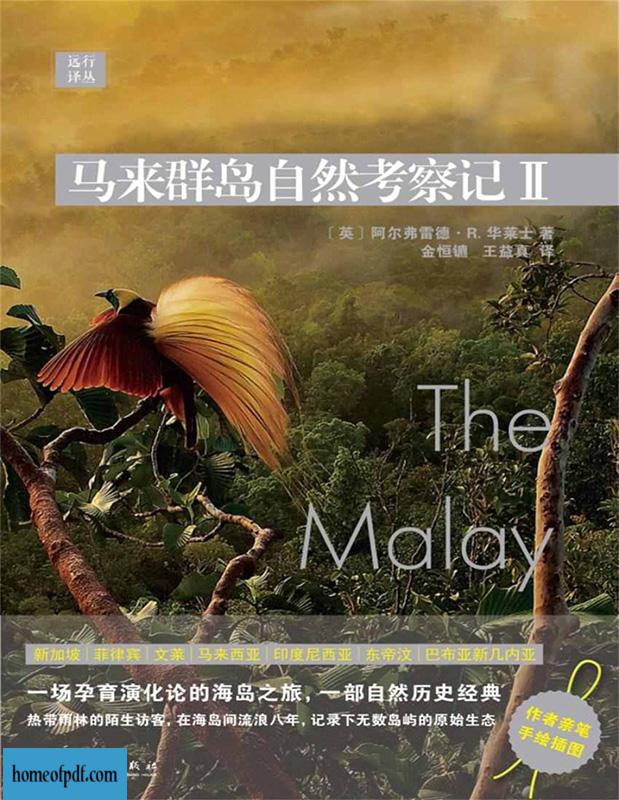 远行
译丛
马来群岛自然考察记 II
［英］阿尔弗雷德·R. 华莱士 著
金恒镳 王益真 译
The
Malay
新加坡|菲律宾|文莱|马来西亚|印度尼西亚|东帝汶|巴布亚新几内亚
一场孕育演化论的海岛之旅，一部自然历史经典
热带雨林的陌生访客，在海岛间流浪八年，记录下无数岛屿的原始生态
作者亲笔
手绘插图
版社
homeofpdf.com